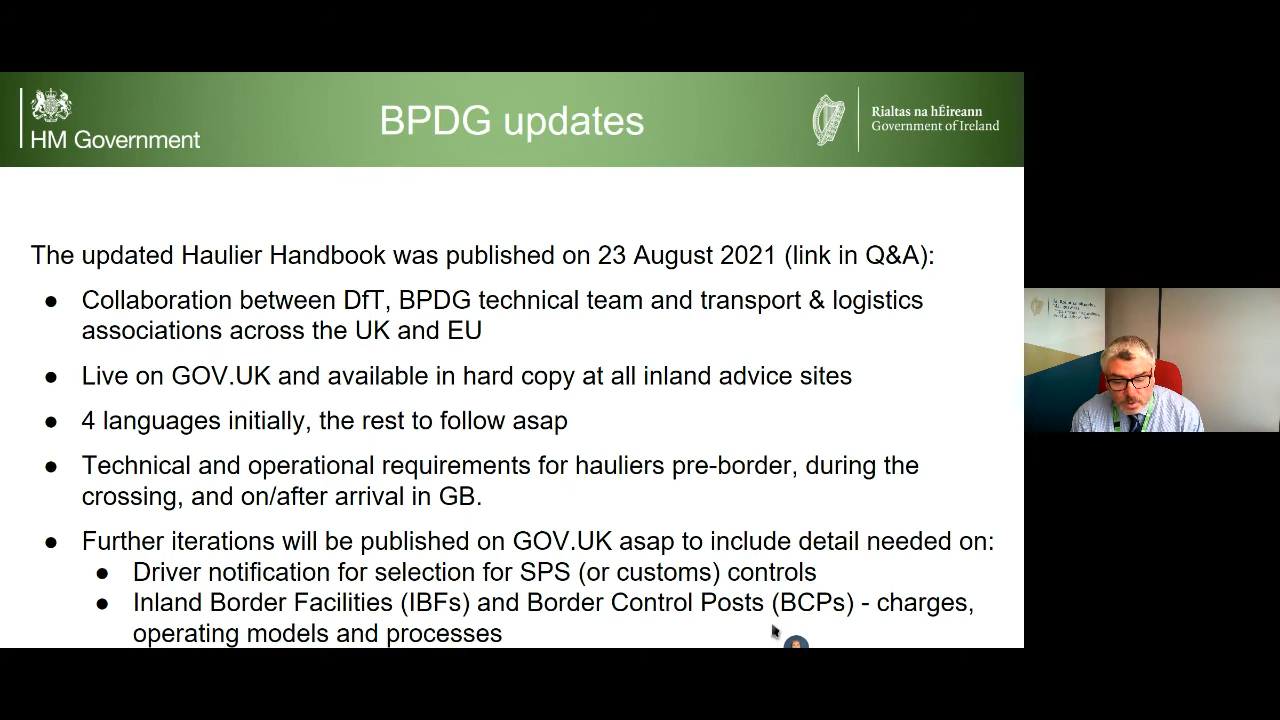 HM Government
BPDG updates
Rialtas na hÉireann
Government of Ireland
The updated Haulier Handbook was published on 23 August 2021 (link in Q&A):
● Collaboration between DfT, BPDG technical team and transport & logistics
associations across the UK and EU
● Live on GOV.UK and available in hard copy at all inland advice sites
● 4 languages initially, the rest to follow asap
● Technical and operational requirements for hauliers pre-border, during the
crossing, and on/after arrival in GB.
● Further iterations will be published on GOV.UK asap to include detail needed on:
● Driver notification for selection for SPS (or customs) controls
● Inland Border Facilities (IBFs) and Border Control Posts (BCPs) - charges,
operating models and processes